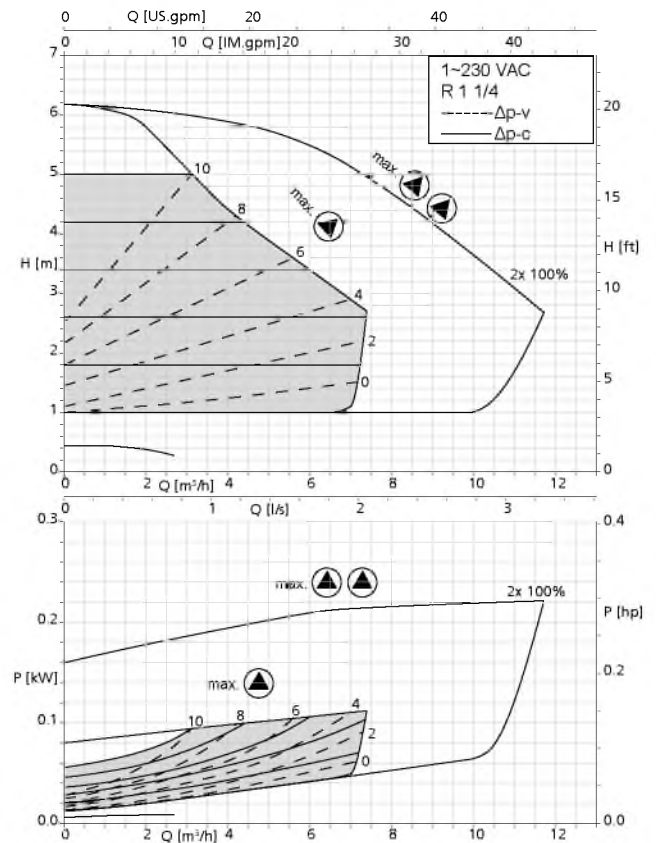 0 Q [US.gpm] 20 40
0 10 Q [IM.gpm] 20 30 40
7
6
5
4
H [m]
3
2
1
0
20
15
H [ft]
10
5
0
1~230 VAC
R 1 1/4
Δp-v
Δp-c
max.
max.
10
8
6
4
2
0
2x 100%
0 Q [m³/h] 4 6 8 10 12
0 1 Q [l/s] 2 3
0.3
0.2
P [kW]
0.1
0.0
0.4
P [hp]
0.2
0.0
max.
2x 100%
max.
10
8
6
4
2
0
Q [m³/h] 2 4 6 8 10 12